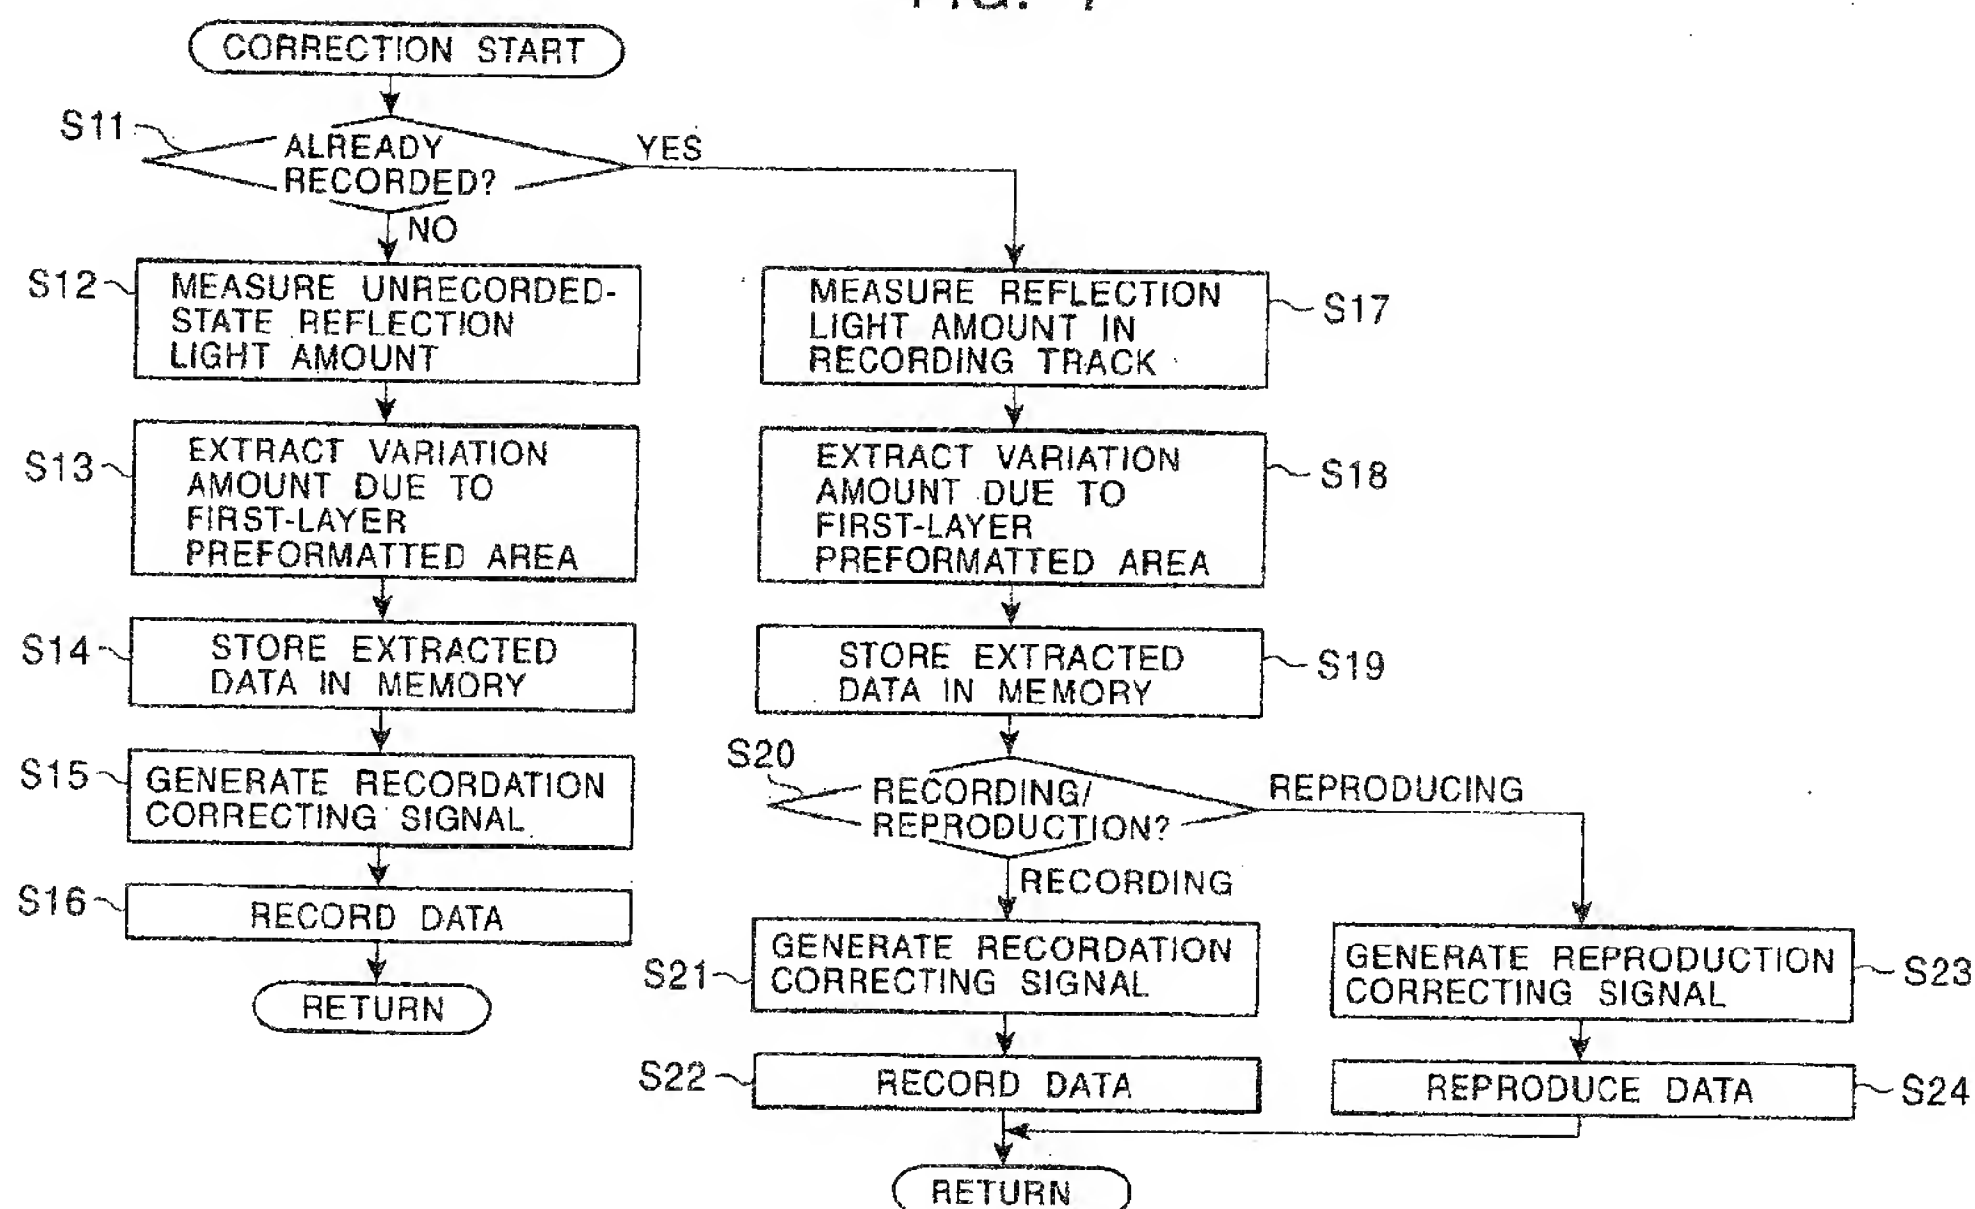 CORRECTION START
S11
ALREADY
RECORDED?
YES
NO
S12
MEASURE UNRECORDED-
STATE REFLECTION
LIGHT AMOUNT
S13
EXTRACT VARIATION
AMOUNT DUE TO
FIRST-LAYER
PREFORMATTED AREA
S14
STORE EXTRACTED
DATA IN MEMORY
S15
GENERATE RECORDATION
CORRECTING SIGNAL
S16
RECORD DATA
RETURN
MEASURE REFLECTION
LIGHT AMOUNT IN
RECORDING TRACK
S17
EXTRACT VARIATION
AMOUNT DUE TO
FIRST-LAYER
PREFORMATTED AREA
S18
STORE EXTRACTED
DATA IN MEMORY
S19
S20
RECORDING/
REPRODUCTION?
REPRODUCING
RECORDING
S21
GENERATE RECORDATION
CORRECTING SIGNAL
S22
RECORD DATA
GENERATE REPRODUCTION
CORRECTING SIGNAL
S23
REPRODUCE DATA
S24
RETURN